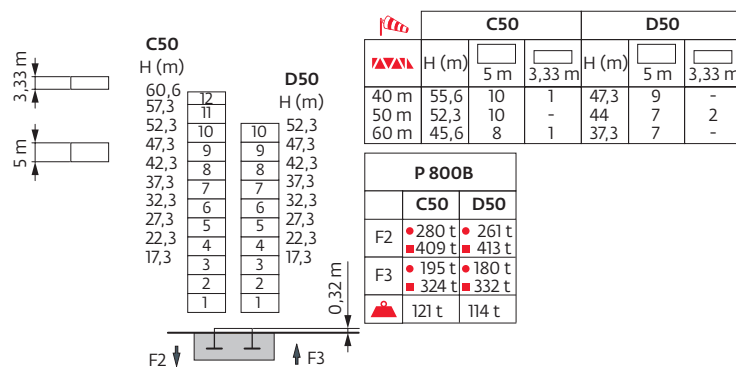 3,33 m
5 m
C50
H (m)
60,6
57,3
52,3
47,3
42,3
37,3
32,3
27,3
22,3
17,3
12
11
10
9
8
7
6
5
4
3
2
1
10
9
8
7
6
5
4
3
2
1
D50
H (m)
52,3
47,3
42,3
37,3
32,3
27,3
22,3
17,3
0,32 m
F2
F3
C50 D50
H (m) 5 m 3,33 m H (m) 5 m 3,33 m
40 m 55,6 10 1 47,3 9 -
50 m 52,3 10 - 44 7 2
60 m 45,6 8 1 37,3 7 -
P 800B
C50 D50
F2 280 t 261 t
409 t 413 t
F3 195 t 180 t
324 t 332 t
121 t 114 t